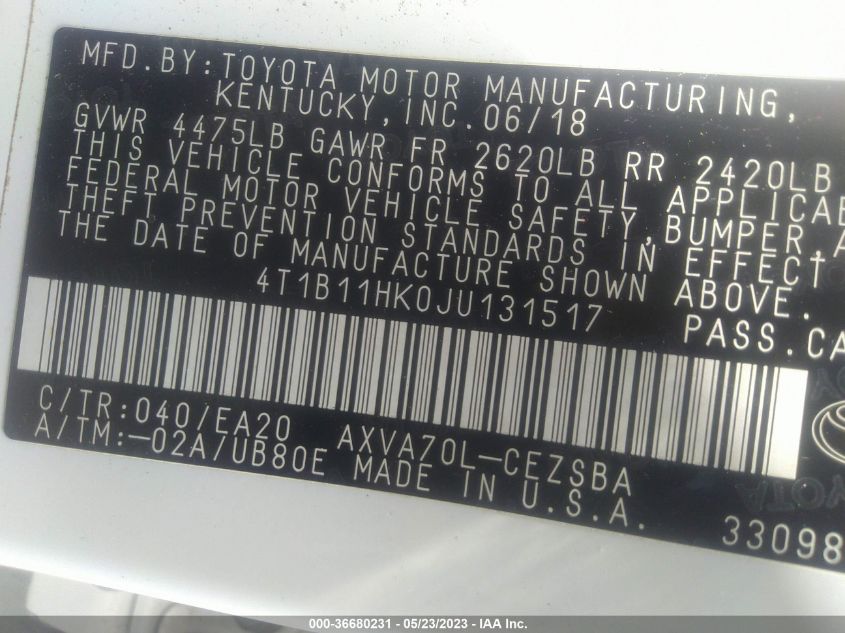 MFD.BY:TOYOTA MOTOR MANUFACTURING,
KENTUCKY,INC.06/18
GVWR 4475LB GAWR FR 2620LB RR 2420LB
THIS VEHICLE CONFORMS TO ALL
FEDERAL MOTOR VEHICLE SAFETY,BUMPER,
THEFT PREVENTION STANDARDS IN EFFECT
THE DATE OF MANUFACTURE SHOWN ABOVE.
4T1B11HK0JU131517
PASS.
C/TR:040/EA20 AXVA70L-CEZSBA
A/TM:-02A/UB80E MADE IN U.S.A.
33098
TOYOTA
000-36680231 - 05/23/2023 - IAA Inc.